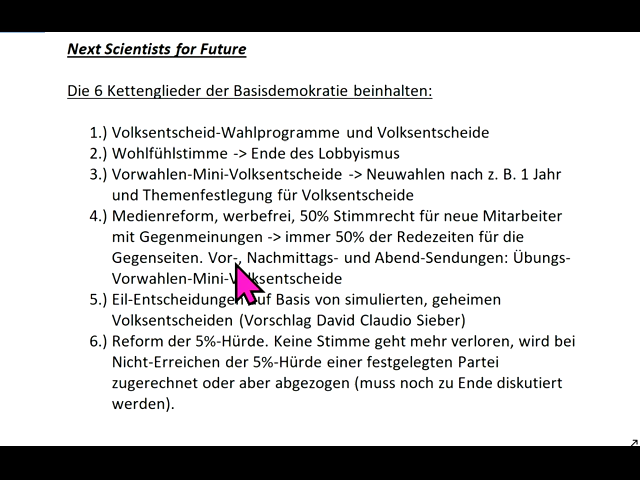 Next Scientists for Future
Die 6 Kettenglieder der Basisdemokratie beinhalten:
1.) Volksentscheid-Wahlprogramme und Volksentscheide
2.) Wohlfühlstimme -> Ende des Lobbyismus
3.) Vorwahlen-Mini-Volksentscheide -> Neuwahlen nach z. B. 1 Jahr
und Themenfestlegung für Volksentscheide
4.) Medienreform, werbefrei, 50% Stimmrecht für neue Mitarbeiter
mit Gegenmeinungen -> immer 50% der Redezeiten für die
Gegenseiten. Vor-, Nachmittags- und Abend-Sendungen: Übungs-
Vorwahlen-Mini-Volksentscheide
5.) Eil-Entscheidungen auf Basis von simulierten, geheimen
Volksentscheiden (Vorschlag David Claudio Sieber)
6.) Reform der 5%-Hürde. Keine Stimme geht mehr verloren, wird bei
Nicht-Erreichen der 5%-Hürde einer festgelegten Partei
zugerechnet oder aber abgezogen (muss noch zu Ende diskutiert
werden).